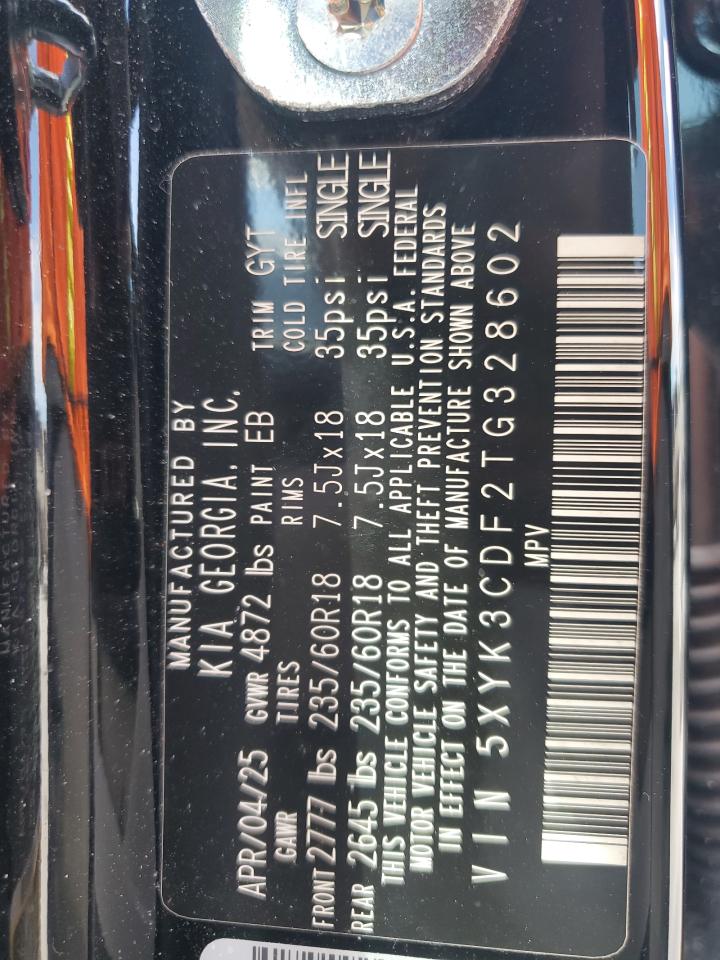 MANUFACTURED BY
KIA GEORGIA, INC.
APR/04/25 GVWR 4872 lbs PAINT EB TRIM GYT
GAWR TIRES RIMS COLD TIRE INFL
FRONT 2777 lbs 235/60R18 7.5Jx18 35psi SINGLE
REAR 2645 lbs 235/60R18 7.5Jx18 35psi SINGLE
THIS VEHICLE CONFORMS TO ALL APPLICABLE U.S.A. FEDERAL
MOTOR VEHICLE SAFETY AND THEFT PREVENTION STANDARDS
IN EFFECT ON THE DATE OF MANUFACTURE SHOWN ABOVE
VIN 5XYK3CDF2TG328602
MPV